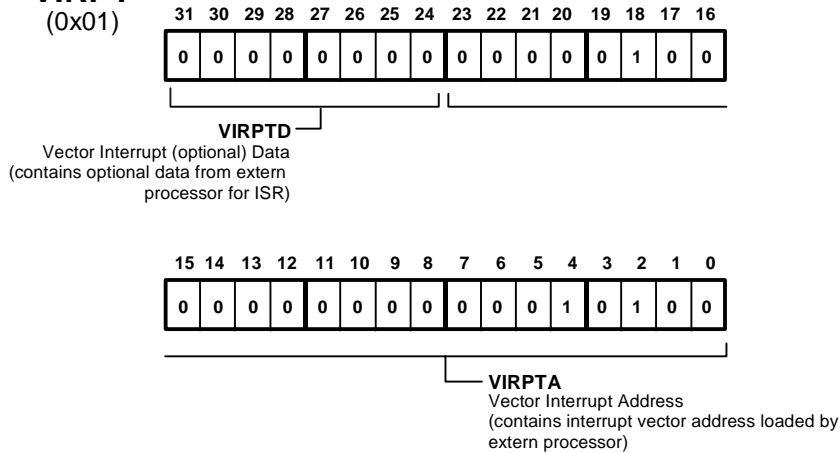 (0x01)
31 30 29 28 27 26 25 24 23 22 21 20 19 18 17 16
0 0 0 0 0 0 0 0 0 0 0 0 0 1 0 0
VIRPTD
Vector Interrupt (optional) Data
(contains optional data from extern
processor for ISR)
15 14 13 12 11 10 9 8 7 6 5 4 3 2 1 0
0 0 0 0 0 0 0 0 0 0 0 1 0 1 0 0
VIRPTA
Vector Interrupt Address
(contains interrupt vector address loaded by
extern processor)